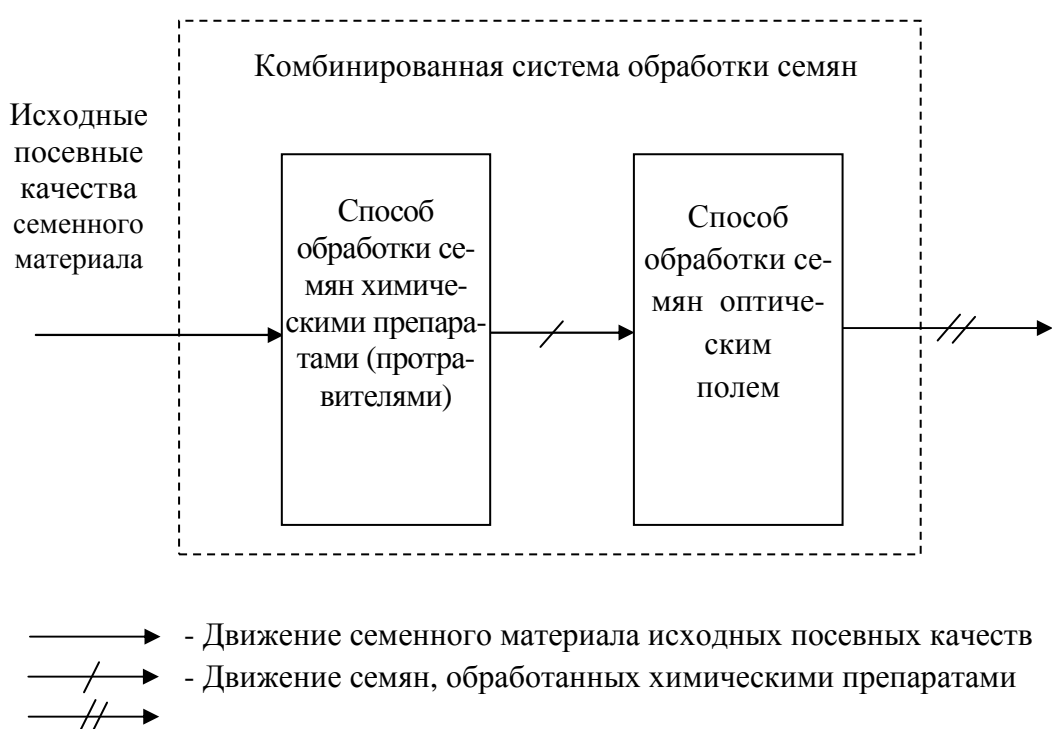 Комбинированная система обработки семян
Исходные
посевные
качества
семенного
материала
Способ
обработки се-
мян химиче-
скими препара-
тами (протра-
вителями)
Способ
обработки се-
мян оптиче-
ским
полем
- Движение семенного материала исходных посевных качеств
- Движение семян, обработанных химическими препаратами